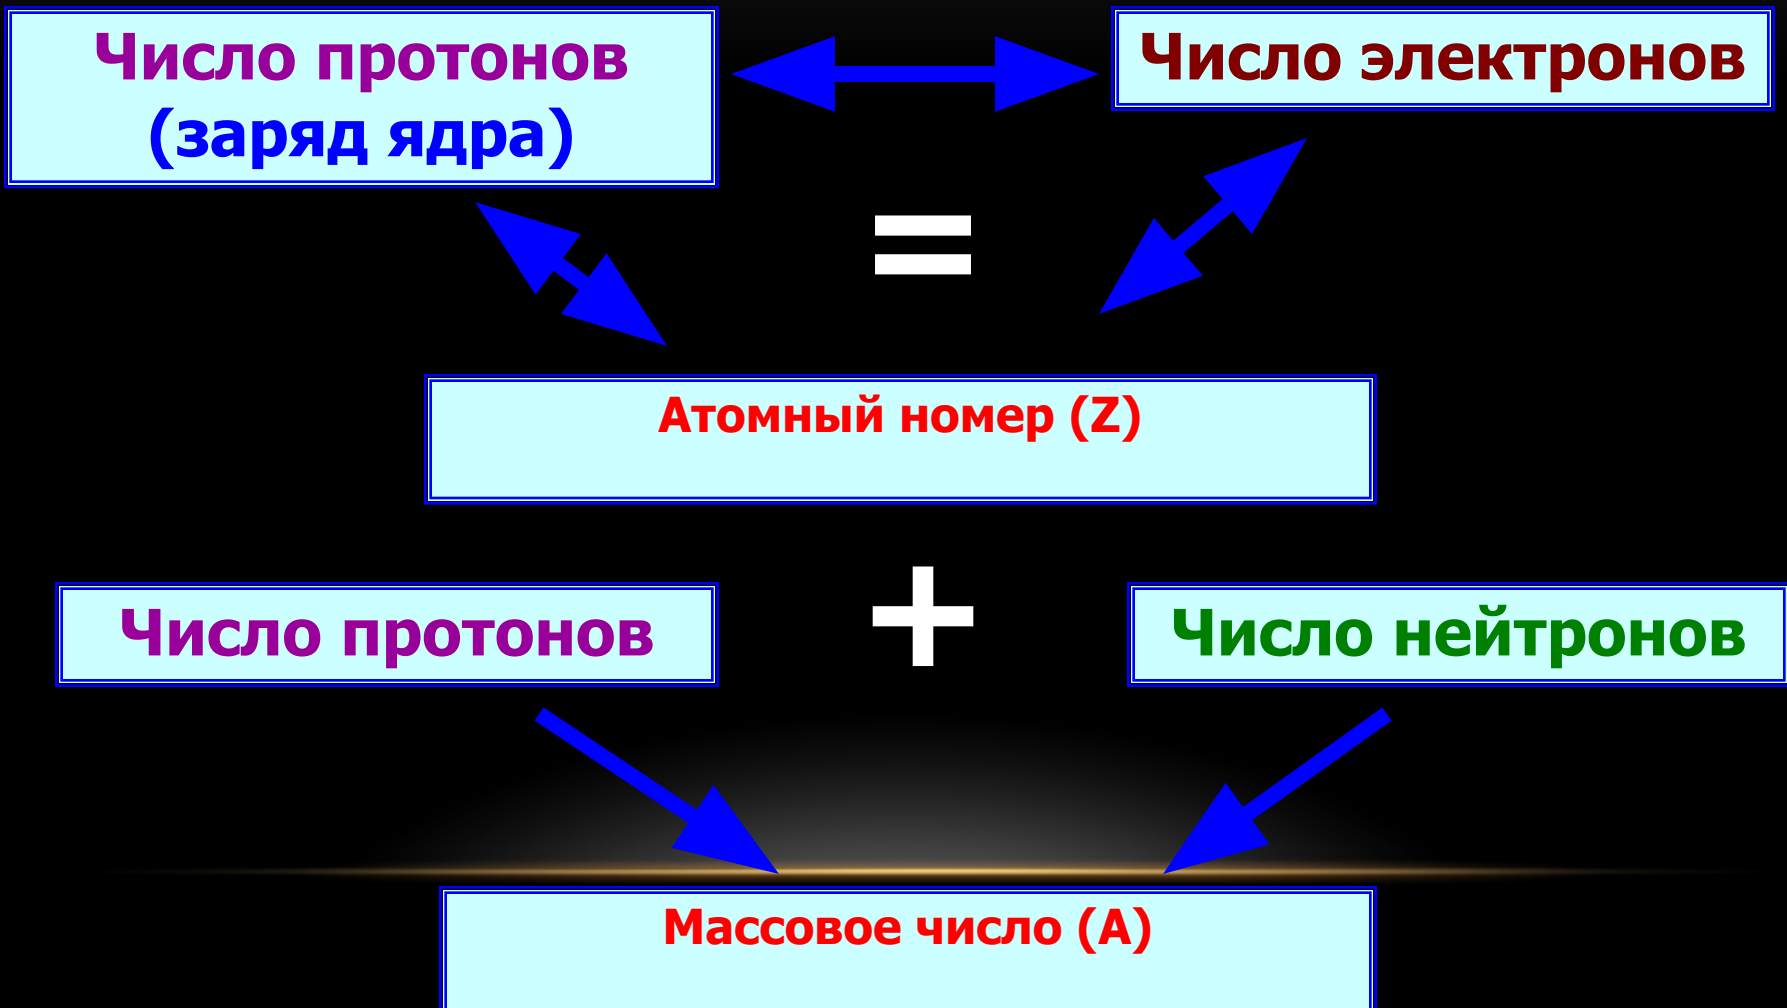 Число протонов
(заряд ядра)
Число электронов
=
Атомный номер (Z)
Число протонов
+
Число нейтронов
Массовое число (A)